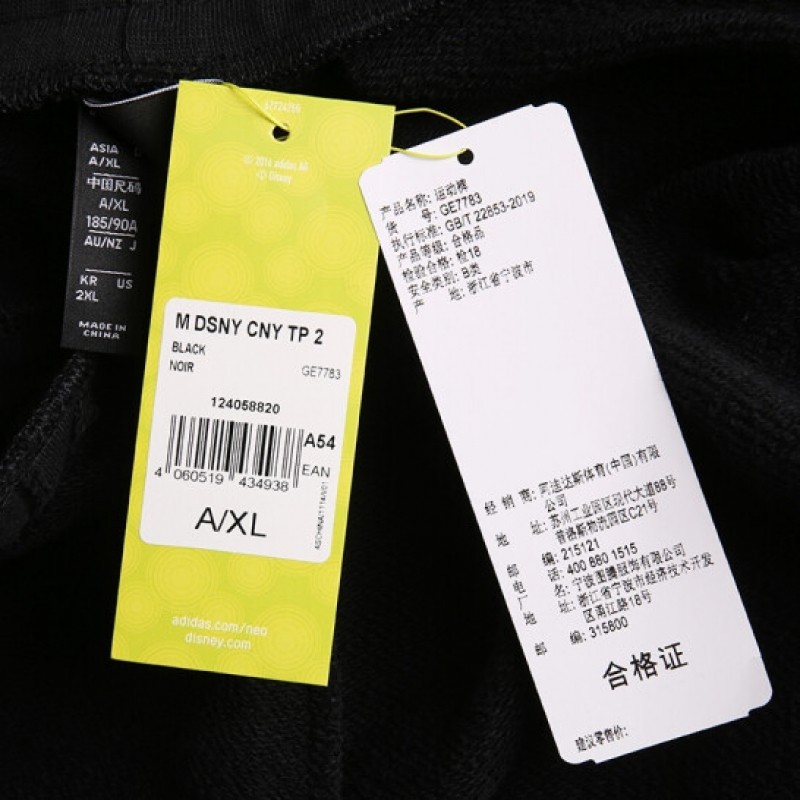 ASIA
A/XL
中国尺码
A/XL
185/90A
AU/NZ J
KR US
2XL
MADE IN
CHINA
© 2016 adidas AG
© Disney
M DSNY CNY TP 2
BLACK
NOIR
GE7783
124058820
A54
EAN
4 060519 434938
A/XL
adidas.com/neo
disney.com
产品名称: 运动裤
货 号: GE7783
执行标准: GB/T 22853-2019
产品等级: 合格品
检验合格: 检18
安全类别: B类
产 地: 浙江省宁波市
经 销 商: 阿迪达斯体育(中国)有限
公司
地 址: 苏州工业园区现代大道88号
普洛斯物流园区C21号
邮 编: 215121
电 话: 400 880 1515
厂 名: 宁波国腾服饰有限公司
地 址: 浙江省宁波市经济技术开发
区甬江路18号
邮 编: 315800
合格证
建议零售价: